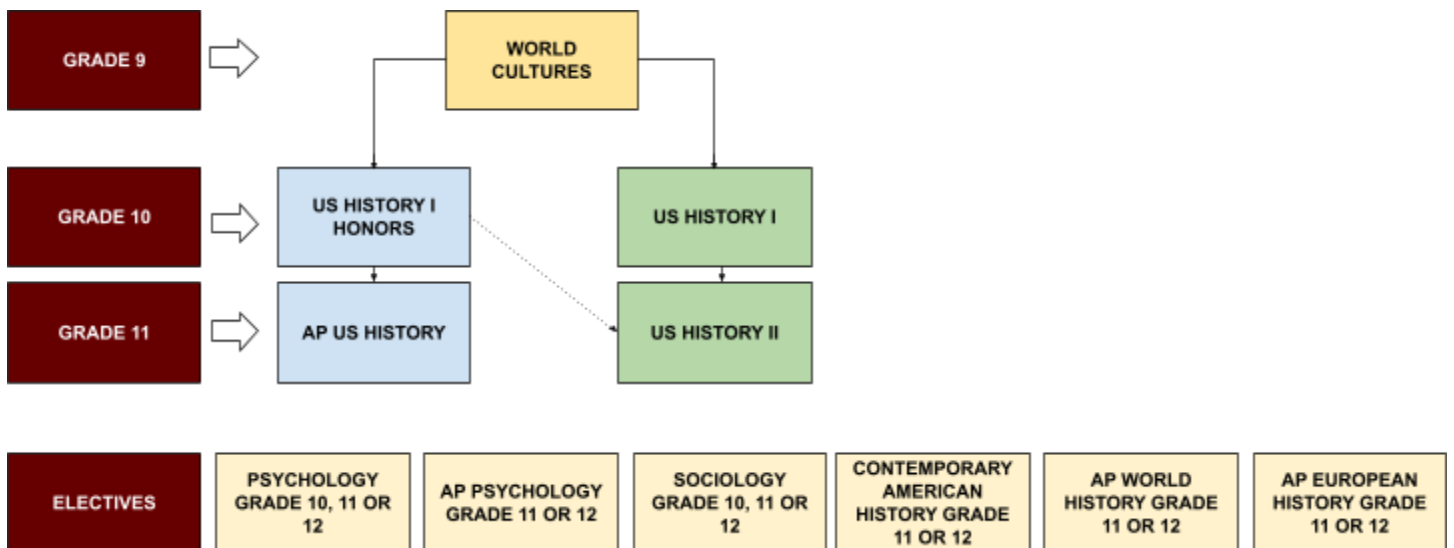 GRADE 9
WORLD
CULTURES
GRADE 10
US HISTORY I
HONORS
US HISTORY I
GRADE 11
AP US HISTORY
US HISTORY II
ELECTIVES
PSYCHOLOGY
GRADE 10, 11 OR
12
AP PSYCHOLOGY
GRADE 11 OR 12
SOCIOLOGY
GRADE 10, 11 OR
12
CONTEMPORARY
AMERICAN
HISTORY GRADE
11 OR 12
AP WORLD
HISTORY GRADE
11 OR 12
AP EUROPEAN
HISTORY GRADE
11 OR 12